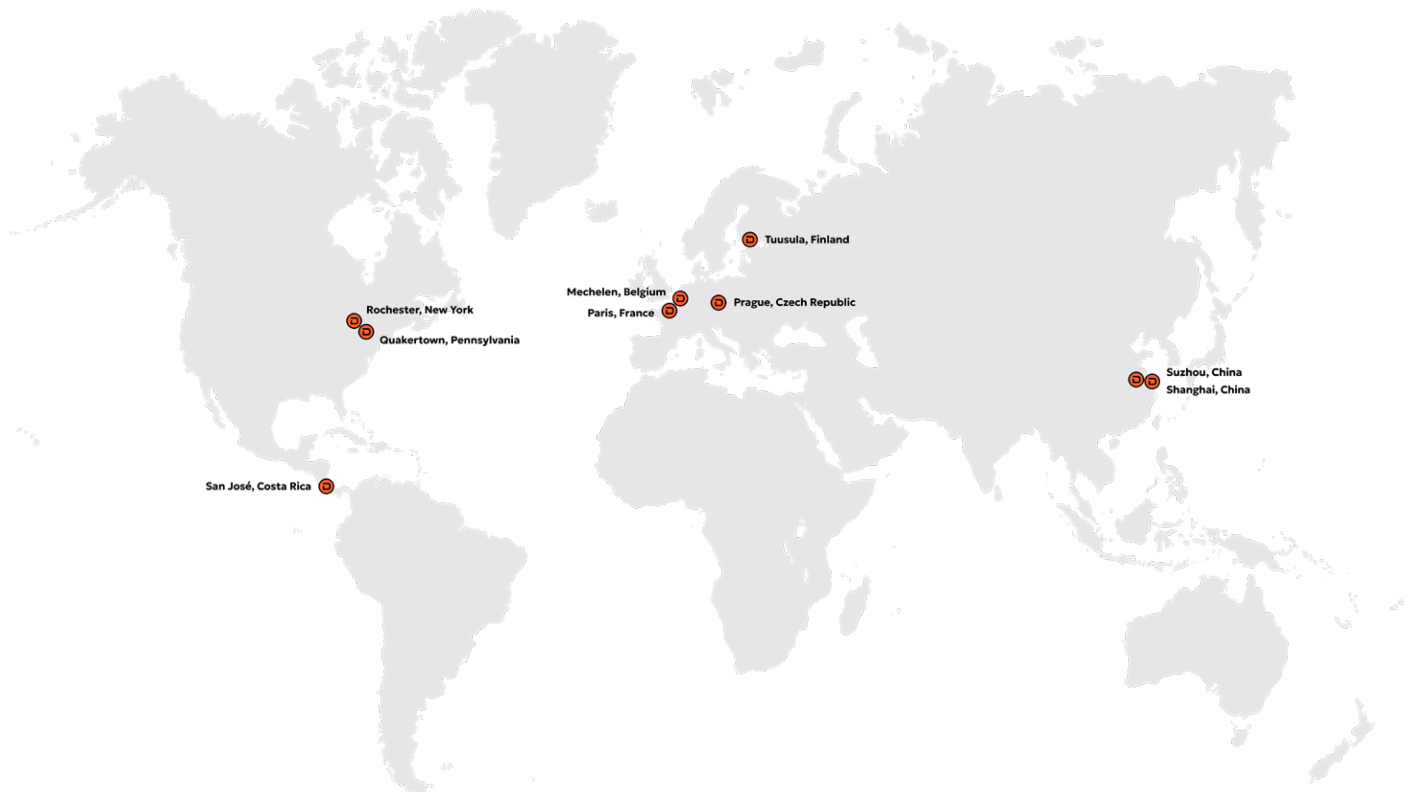 Tuusula, Finland
Mechelen, Belgium
Prague, Czech Republic
Paris, France
Rochester, New York
Quakertown, Pennsylvania
Suzhou, China
Shanghai, China
San José, Costa Rica